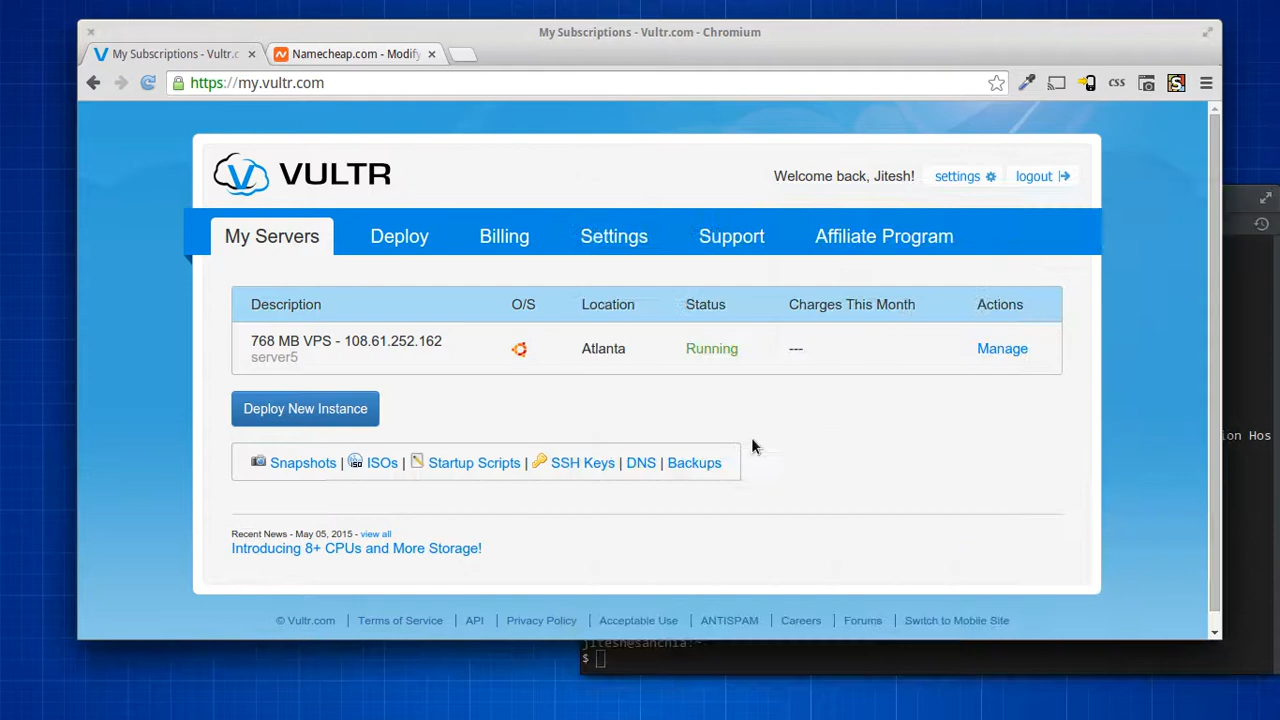 My Subscriptions - Vultr.com - Chromium
My Subscriptions - Vultr.c
Namecheap.com - Modify
https://my.vultr.com
CSS
S
V VULTR
Welcome back, Jitesh! settings logout
My Servers Deploy Billing Settings Support Affiliate Program
Description O/S Location Status Charges This Month Actions
768 MB VPS - 108.61.252.162
server5
Atlanta Running --- Manage
ion Hos
Deploy New Instance
Snapshots | ISOs | Startup Scripts | SSH Keys | DNS | Backups
Recent News - May 05, 2015 - view all
Introducing 8+ CPUs and More Storage!
© Vultr.com | Terms of Service | API | Privacy Policy | Acceptable Use | ANTISPAM | Careers | Forums | Switch to Mobile Site
jitesh@sanchia:~
$